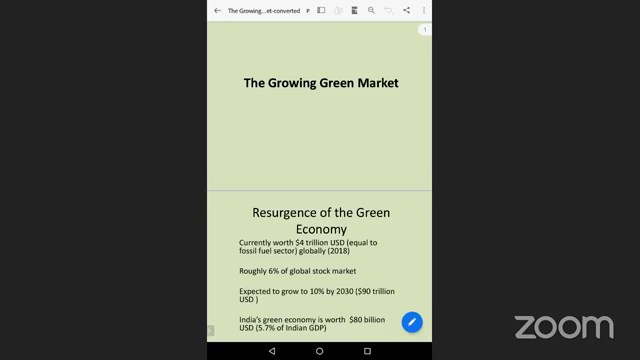 The Growing...et-converted P
1
The Growing Green Market
Resurgence of the Green
Economy
Currently worth $4 trillion USD (equal to
fossil fuel sector) globally (2018)
Roughly 6% of global stock market
Expected to grow to 10% by 2030 ($90 trillion
USD )
India's green economy is worth $80 billion
USD (5.7% of Indian GDP)
zoom